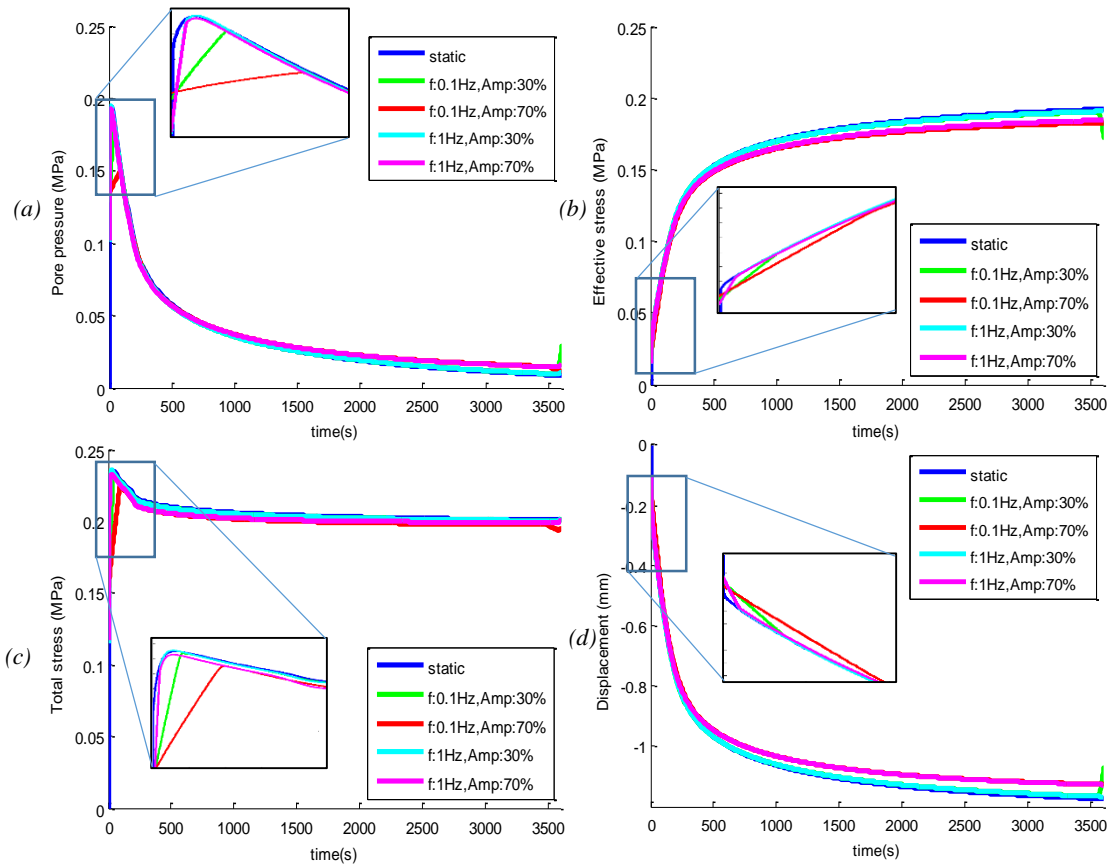 0.25
0.2
0.15
0.1
0.05
0
0 500 1000 1500 2000 2500 3000 3500
time(s)
Pore pressure (MPa)
(a)
static
f:0.1Hz,Amp:30%
f:0.1Hz,Amp:70%
f:1Hz,Amp:30%
f:1Hz,Amp:70%
0.25
0.2
0.15
0.1
0.05
0
0 500 1000 1500 2000 2500 3000 3500
time(s)
Effective stress (MPa)
(b)
static
f:0.1Hz,Amp:30%
f:0.1Hz,Amp:70%
f:1Hz,Amp:30%
f:1Hz,Amp:70%
0.25
0.2
0.15
0.1
0.05
0
0 500 1000 1500 2000 2500 3000 3500
time(s)
Total stress (MPa)
(c)
static
f:0.1Hz,Amp:30%
f:0.1Hz,Amp:70%
f:1Hz,Amp:30%
f:1Hz,Amp:70%
0
-0.2
-0.4
-0.6
-0.8
-1
0 500 1000 1500 2000 2500 3000 3500
time(s)
Displacement (mm)
(d)
static
f:0.1Hz,Amp:30%
f:0.1Hz,Amp:70%
f:1Hz,Amp:30%
f:1Hz,Amp:70%